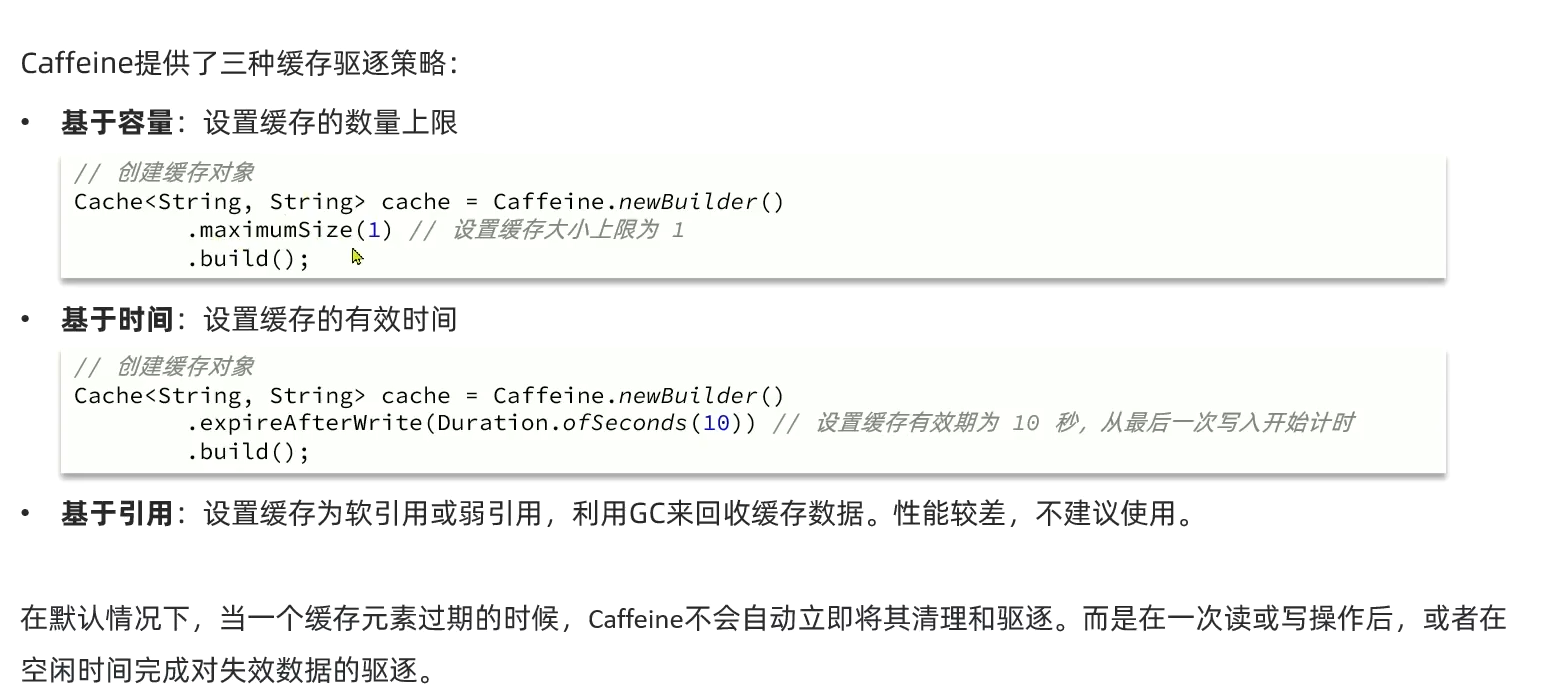 Caffeine提供了三种缓存驱逐策略：
• 基于容量：设置缓存的数量上限
// 创建缓存对象
Cache<String, String> cache = Caffeine.newBuilder()
.maximumSize(1) // 设置缓存大小上限为 1
.build();
• 基于时间：设置缓存的有效时间
// 创建缓存对象
Cache<String, String> cache = Caffeine.newBuilder()
.expireAfterWrite(Duration.ofSeconds(10)) // 设置缓存有效期为 10 秒，从最后一次写入开始计时
.build();
• 基于引用：设置缓存为软引用或弱引用，利用GC来回收缓存数据。性能较差，不建议使用。
在默认情况下，当一个缓存元素过期的时候，Caffeine不会自动立即将其清理和驱逐。而是在一次读或写操作后，或者在
空闲时间完成对失效数据的驱逐。